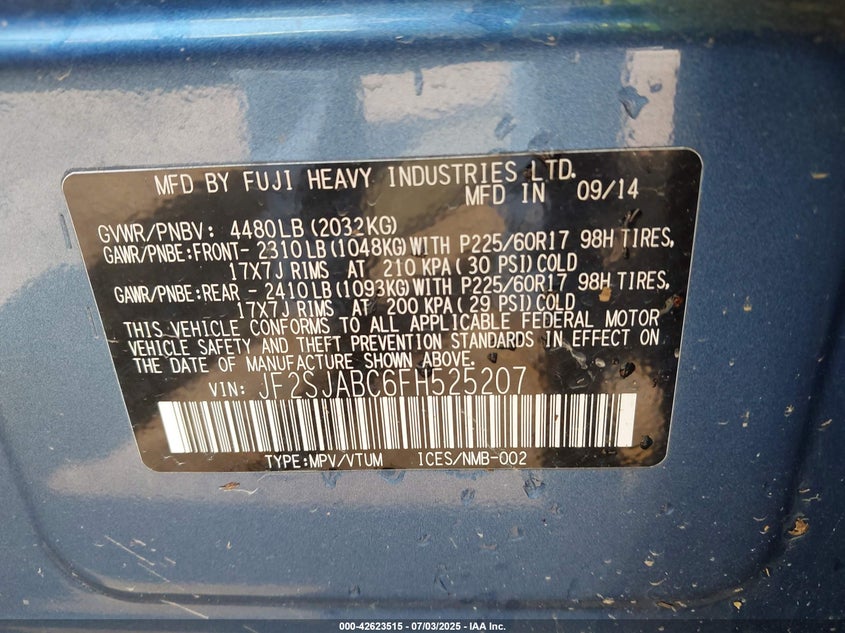 MFD BY FUJI HEAVY INDUSTRIES LTD.
MFD IN 09/14
GVWR/PNBV: 4480LB(2032KG)
GAWR/PNBE:FRONT- 2310LB(1048KG)WITH P225/60R17 98H TIRES,
17X7J RIMS AT 210 KPA(30 PSI)COLD
GAWR/PNBE:REAR - 2410LB(1093KG)WITH P225/60R17 98H TIRES,
17X7J RIMS AT 200 KPA(29 PSI)COLD
THIS VEHICLE CONFORMS TO ALL APPLICABLE FEDERAL MOTOR
VEHICLE SAFETY AND THEFT PREVENTION STANDARDS IN EFFECT ON
THE DATE OF MANUFACTURE SHOWN ABOVE.
VIN: JF2SJABC6FH525207
TYPE:MPV/VTUM ICES/NMB-002
000-42623515 - 07/03/2025 - IAA Inc.